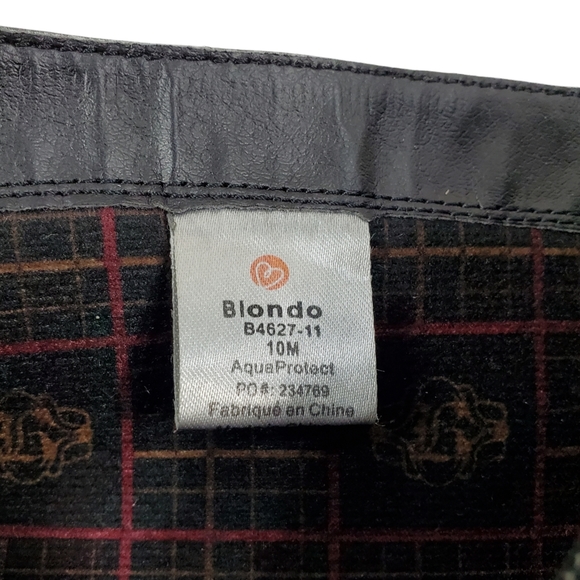 Blondo
B4627-11
10M
AquaProtect
PO#: 234769
Fabriqué en Chine